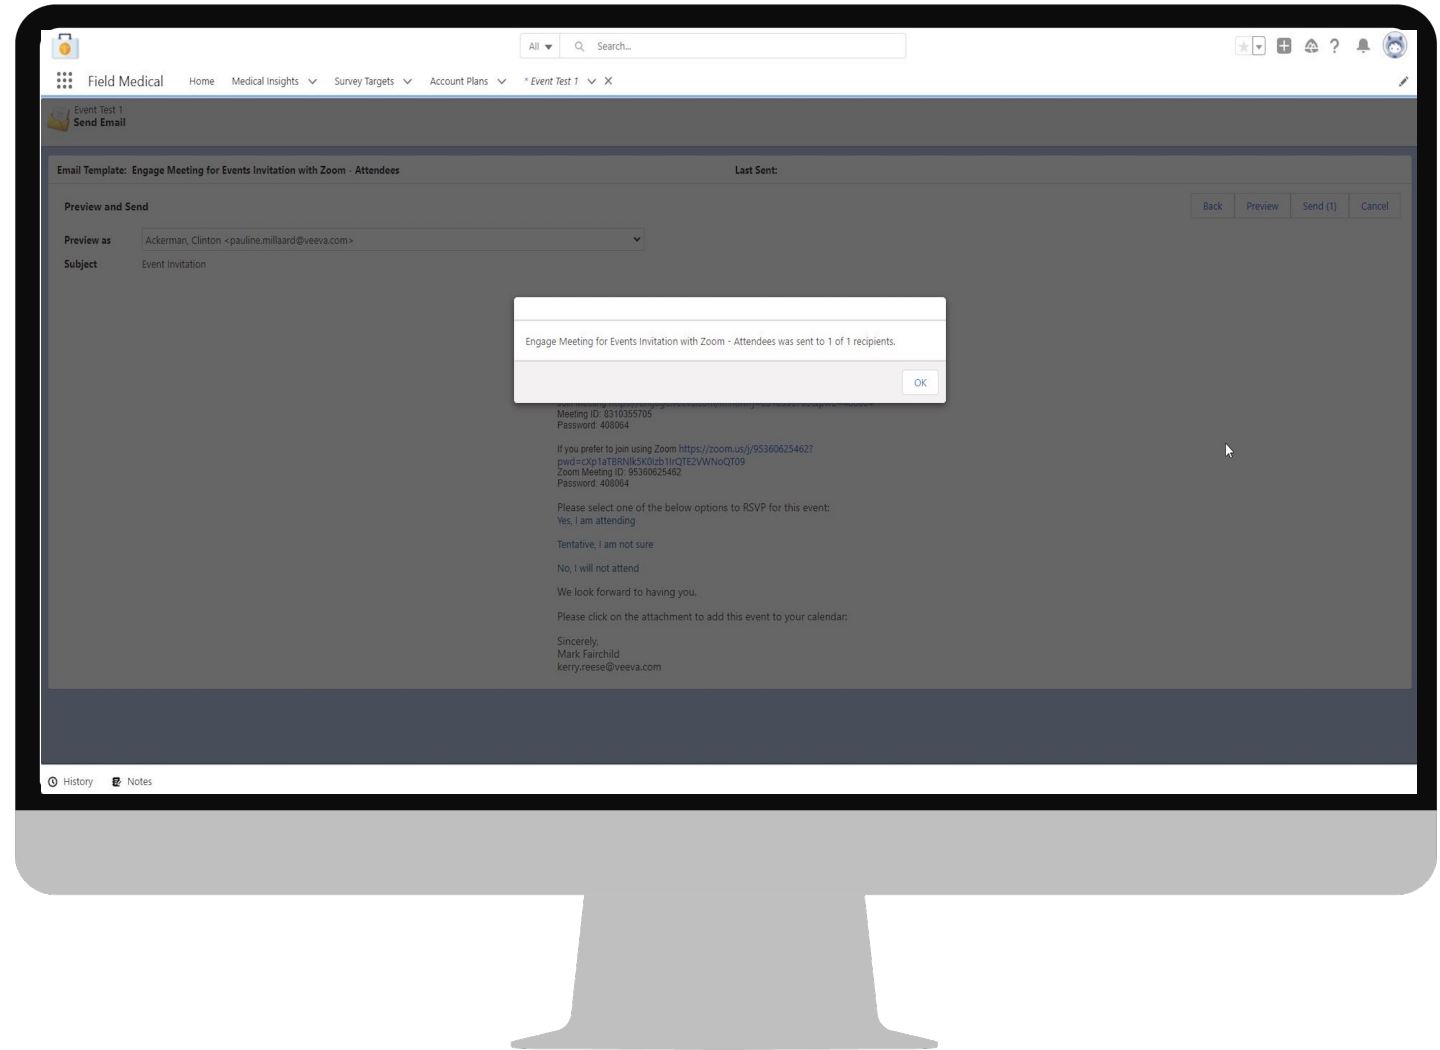 All
Search...
Field Medical
Home
Medical Insights
Survey Targets
Account Plans
* Event Test 1
Event Test 1
Send Email
Email Template: Engage Meeting for Events Invitation with Zoom - Attendees
Last Sent:
Preview and Send
Back
Preview
Send (1)
Cancel
Preview as
Ackerman, Clinton <pauline.millaard@veeva.com>
Subject
Event Invitation
Engage Meeting for Events Invitation with Zoom - Attendees was sent to 1 of 1 recipients.
OK
Meeting ID: 8310355705
Password: 408064
If you prefer to join using Zoom https://zoom.us/j/95360625462?
Zoom Meeting ID: 95360625462
Password: 408064
Please select one of the below options to RSVP for this event:
Yes, I am attending
Tentative, I am not sure
No, I will not attend
We look forward to having you.
Please click on the attachment to add this event to your calendar:
Sincerely,
Mark Fairchild
kerry.reese@veeva.com
History
Notes